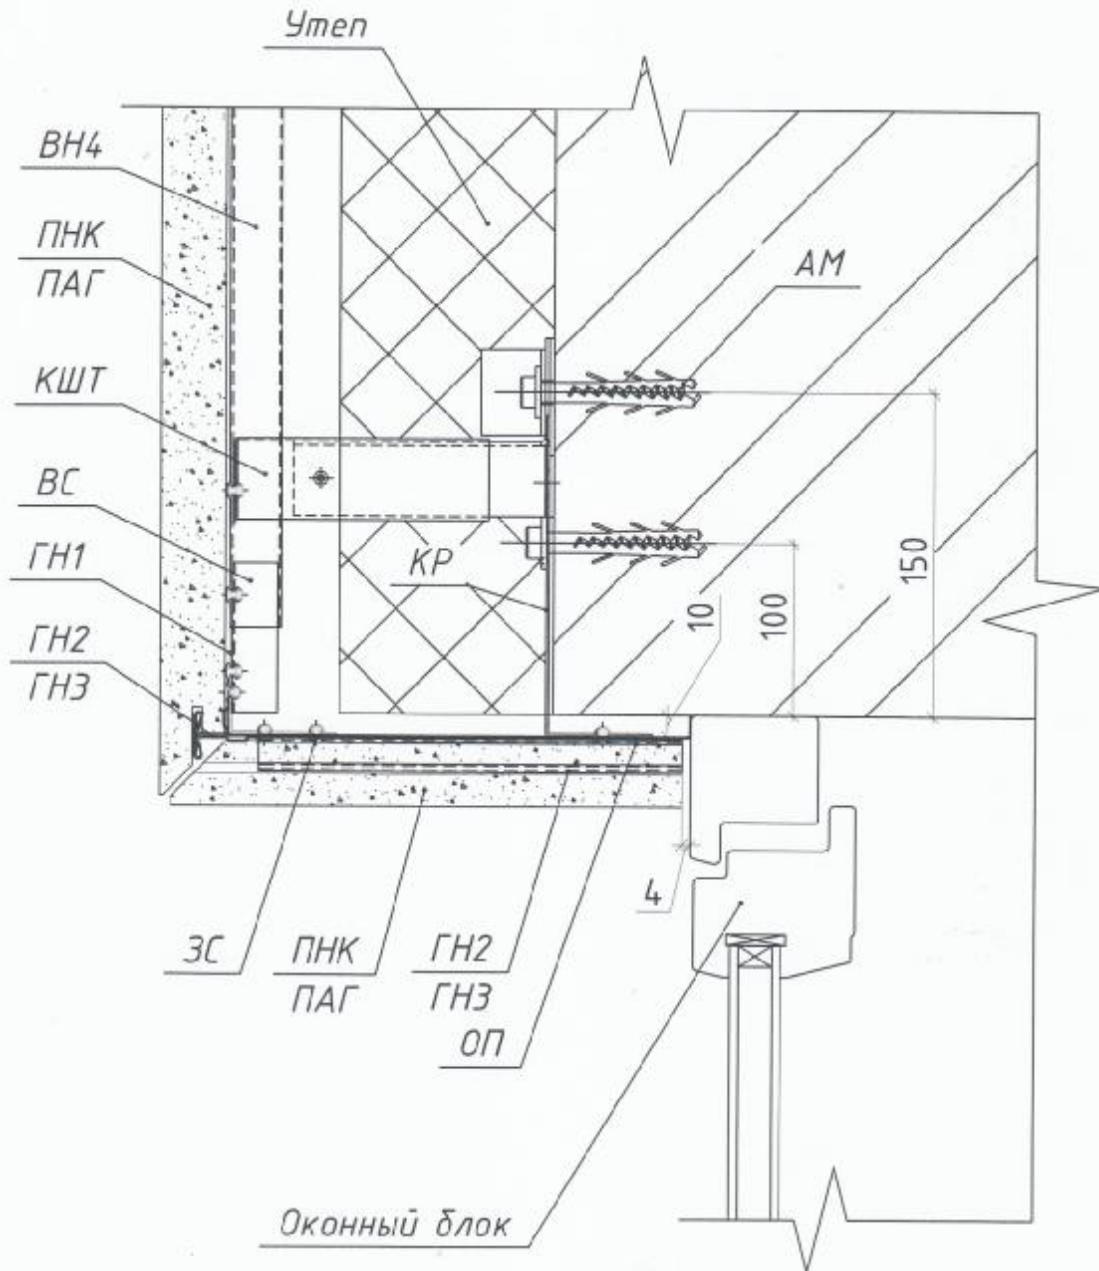 Утеп
ВН4
ПНК
ПАГ
АМ
КШТ
ВС
КР
ГН1
ГН2
ГН3
10
100
150
4
ЗС
ПНК
ПАГ
ГН2
ГН3
ОП
Оконный блок